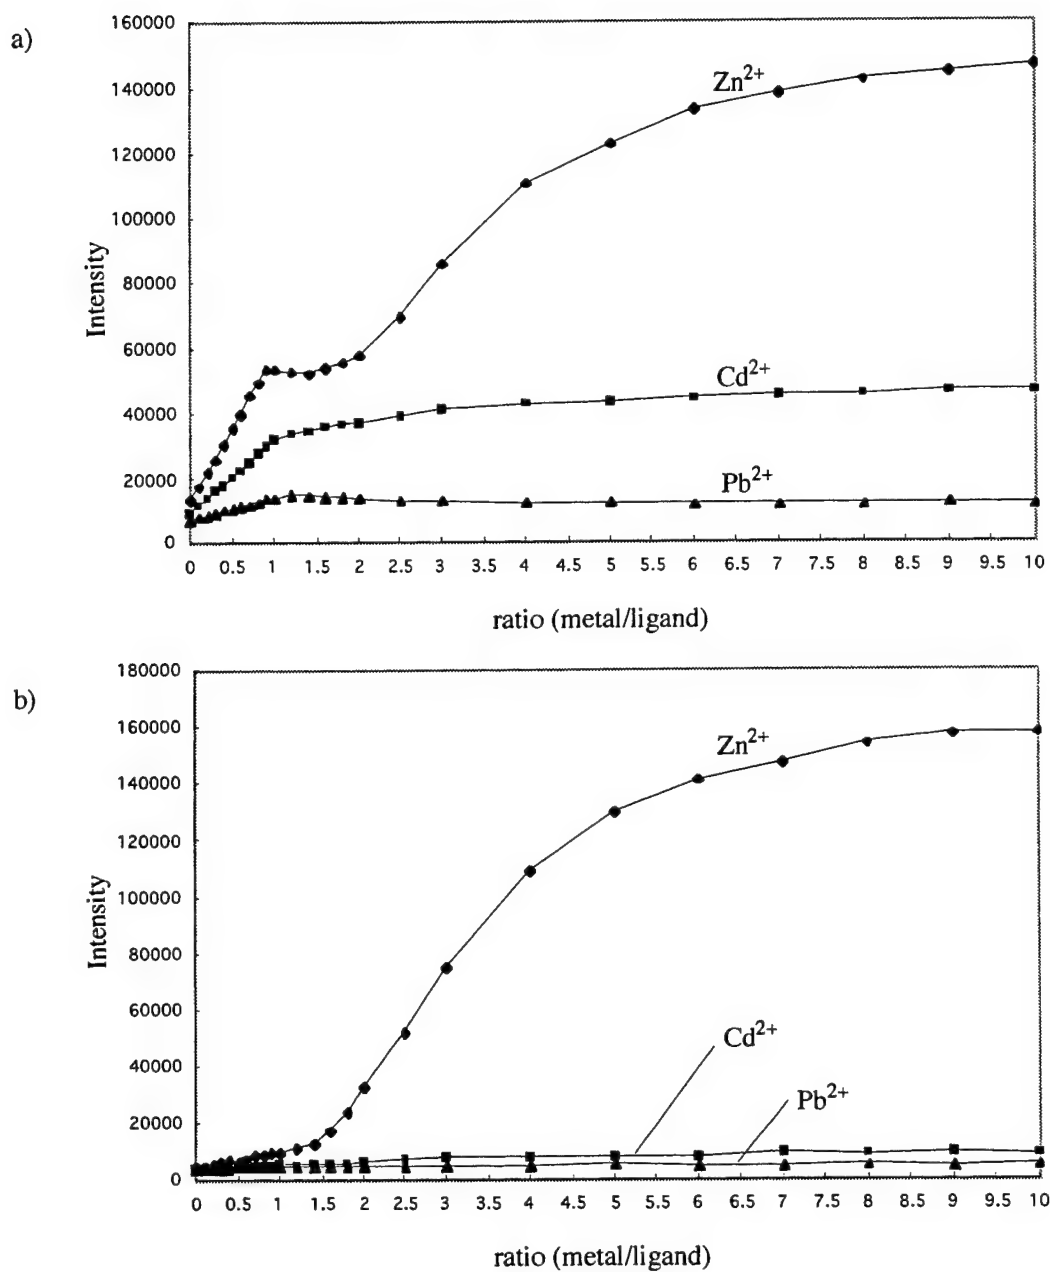 a)
160000
140000
120000
100000
80000
60000
40000
20000
0
Intensity
Zn2+
Cd2+
Pb2+
0 0.5 1 1.5 2 2.5 3 3.5 4 4.5 5 5.5 6 6.5 7 7.5 8 8.5 9 9.5 10
ratio (metal/ligand)
b)
180000
160000
140000
120000
100000
80000
60000
40000
20000
0
Intensity
Zn2+
Cd2+
Pb2+
0 0.5 1 1.5 2 2.5 3 3.5 4 4.5 5 5.5 6 6.5 7 7.5 8 8.5 9 9.5 10
ratio (metal/ligand)